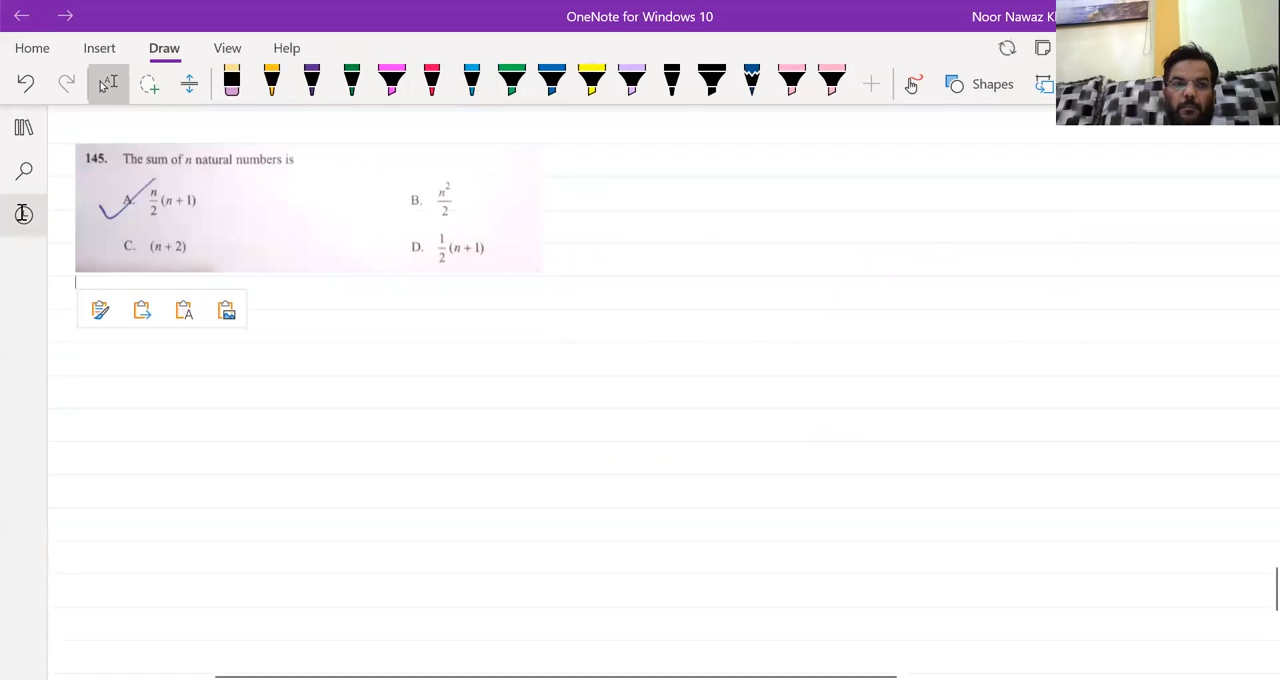 OneNote for Windows 10
Noor Nawaz
Home Insert Draw View Help
Shapes
145. The sum of n natural numbers is
A. n/2 (n + 1) B. n²/2
C. (n + 2) D. 1/2 (n + 1)